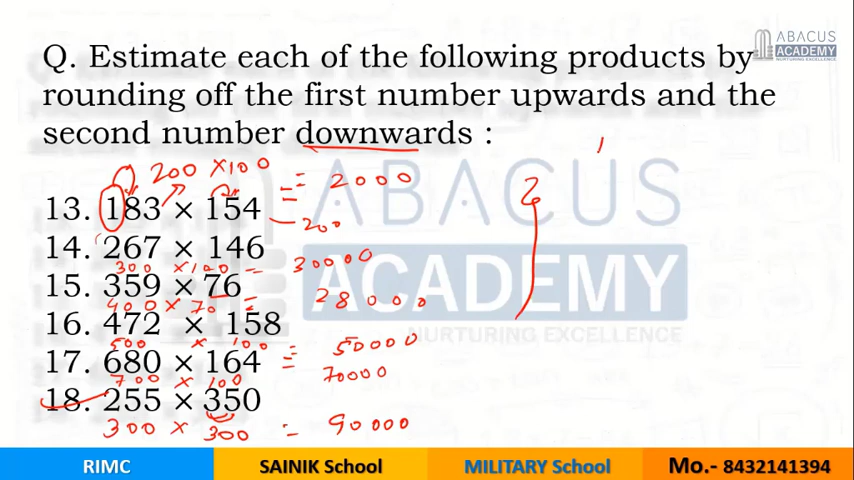 ABACUS
ACADEMY
NURTURING EXCELLENCE
Q. Estimate each of the following products by
rounding off the first number upwards and the
second number downwards :
200 ×100 = 2000
13. 183 × 154
200
14. 267 × 146
300 ×100 = 30000
15. 359 × 76
400 × 70 = 28000
16. 472 × 158
500 × 100 = 50000
17. 680 × 164
700 × 100 = 70000
18. 255 × 350
300 × 300 = 90000
ABACUS
ACADEMY
NURTURING EXCELLENCE
RIMC
SAINIK School
MILITARY School
Mo.- 8432141394